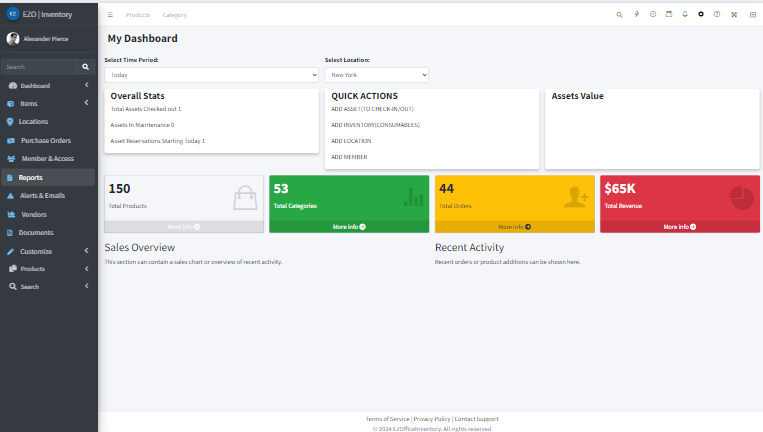 EZ EZO | Inventory
Products Category
Alexander Pierce
Search
Dashboard
Items
Locations
Purchase Orders
Member & Access
Reports
Alerts & Emails
Vendors
Documents
Customize
Products
Search
My Dashboard
Select Time Period:
Today
Select Location:
New York
Overall Stats
Total Assets Checked out 1
Assets In Maintenance 0
Asset Reservations Starting Today 1
QUICK ACTIONS
ADD ASSET(TO CHECK-IN/OUT)
ADD INVENTORY(CONSUMABLES)
ADD LOCATION
ADD MEMBER
Assets Value
150
Total Products
More info
53
Total Categories
More info
44
Total Orders
More info
$65K
Total Revenue
More info
Sales Overview
This section can contain a sales chart or overview of recent activity.
Recent Activity
Recent orders or product additions can be shown here.
Terms of Service | Privacy Policy | Contact Support
© 2024 EZOfficeInventory. All rights reserved